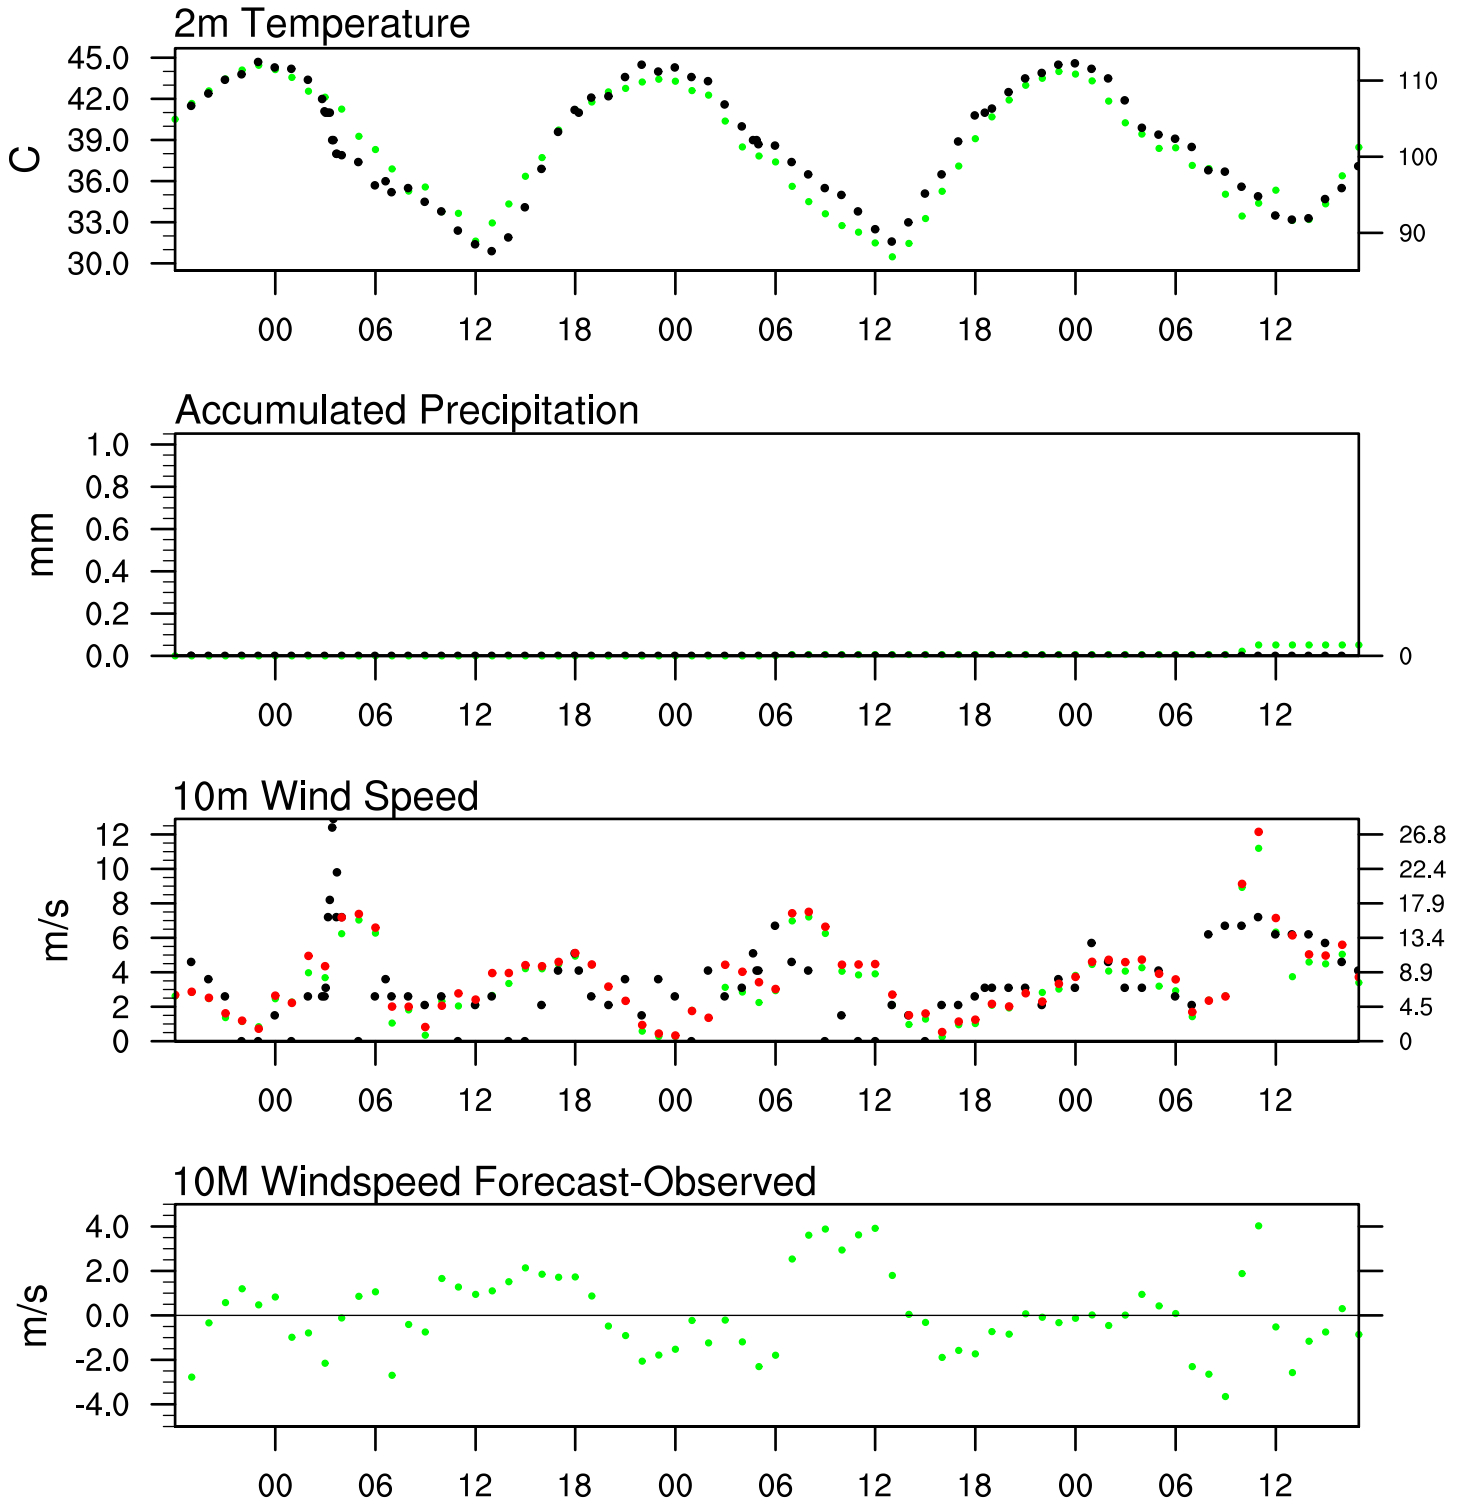 2m Temperature
45.0
42.0
39.0
36.0
33.0
30.0
C
110
100
90
00 06 12 18 00 06 12 18 00 06 12
Accumulated Precipitation
1.0
0.8
0.6
0.4
0.2
0.0
mm
0
00 06 12 18 00 06 12 18 00 06 12
10m Wind Speed
12
10
8
6
4
2
0
m/s
26.8
22.4
17.9
13.4
8.9
4.5
0
00 06 12 18 00 06 12 18 00 06 12
10M Windspeed Forecast-Observed
4.0
2.0
0.0
-2.0
-4.0
m/s
00 06 12 18 00 06 12 18 00 06 12